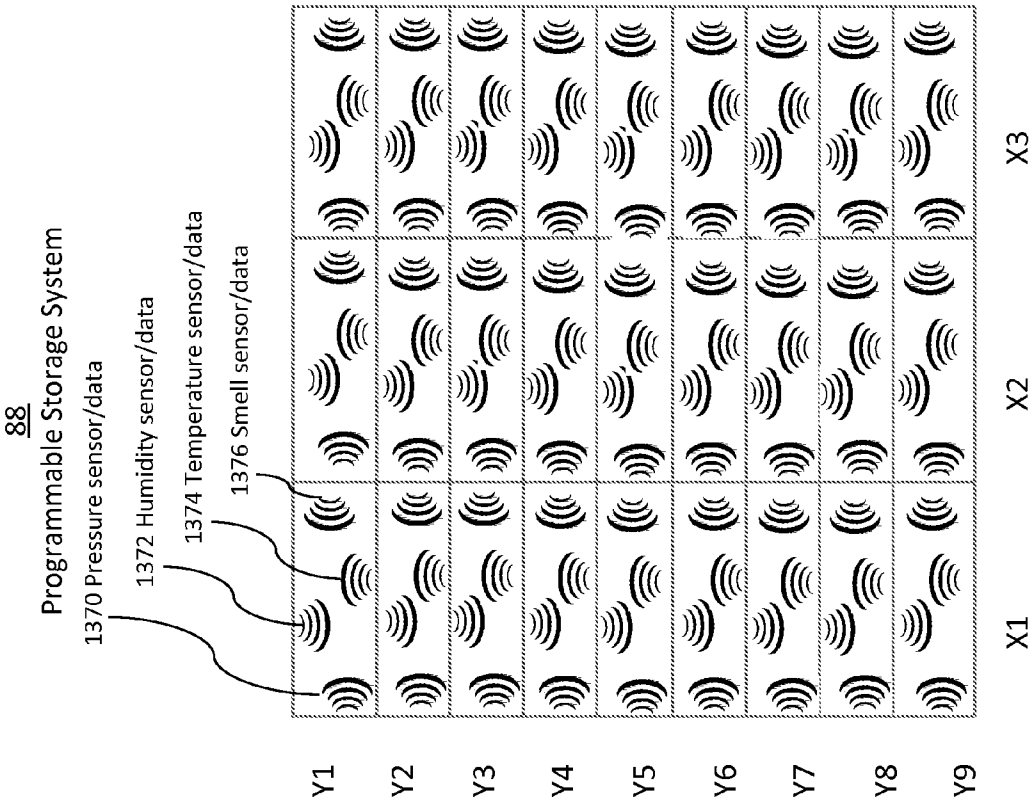 88
Programmable Storage System
1370 Pressure sensor/data
1372 Humidity sensor/data
1374 Temperature sensor/data
1376 Smell sensor/data
Y1
Y2
Y3
Y4
Y5
Y6
Y7
Y8
Y9
X1
X2
X3